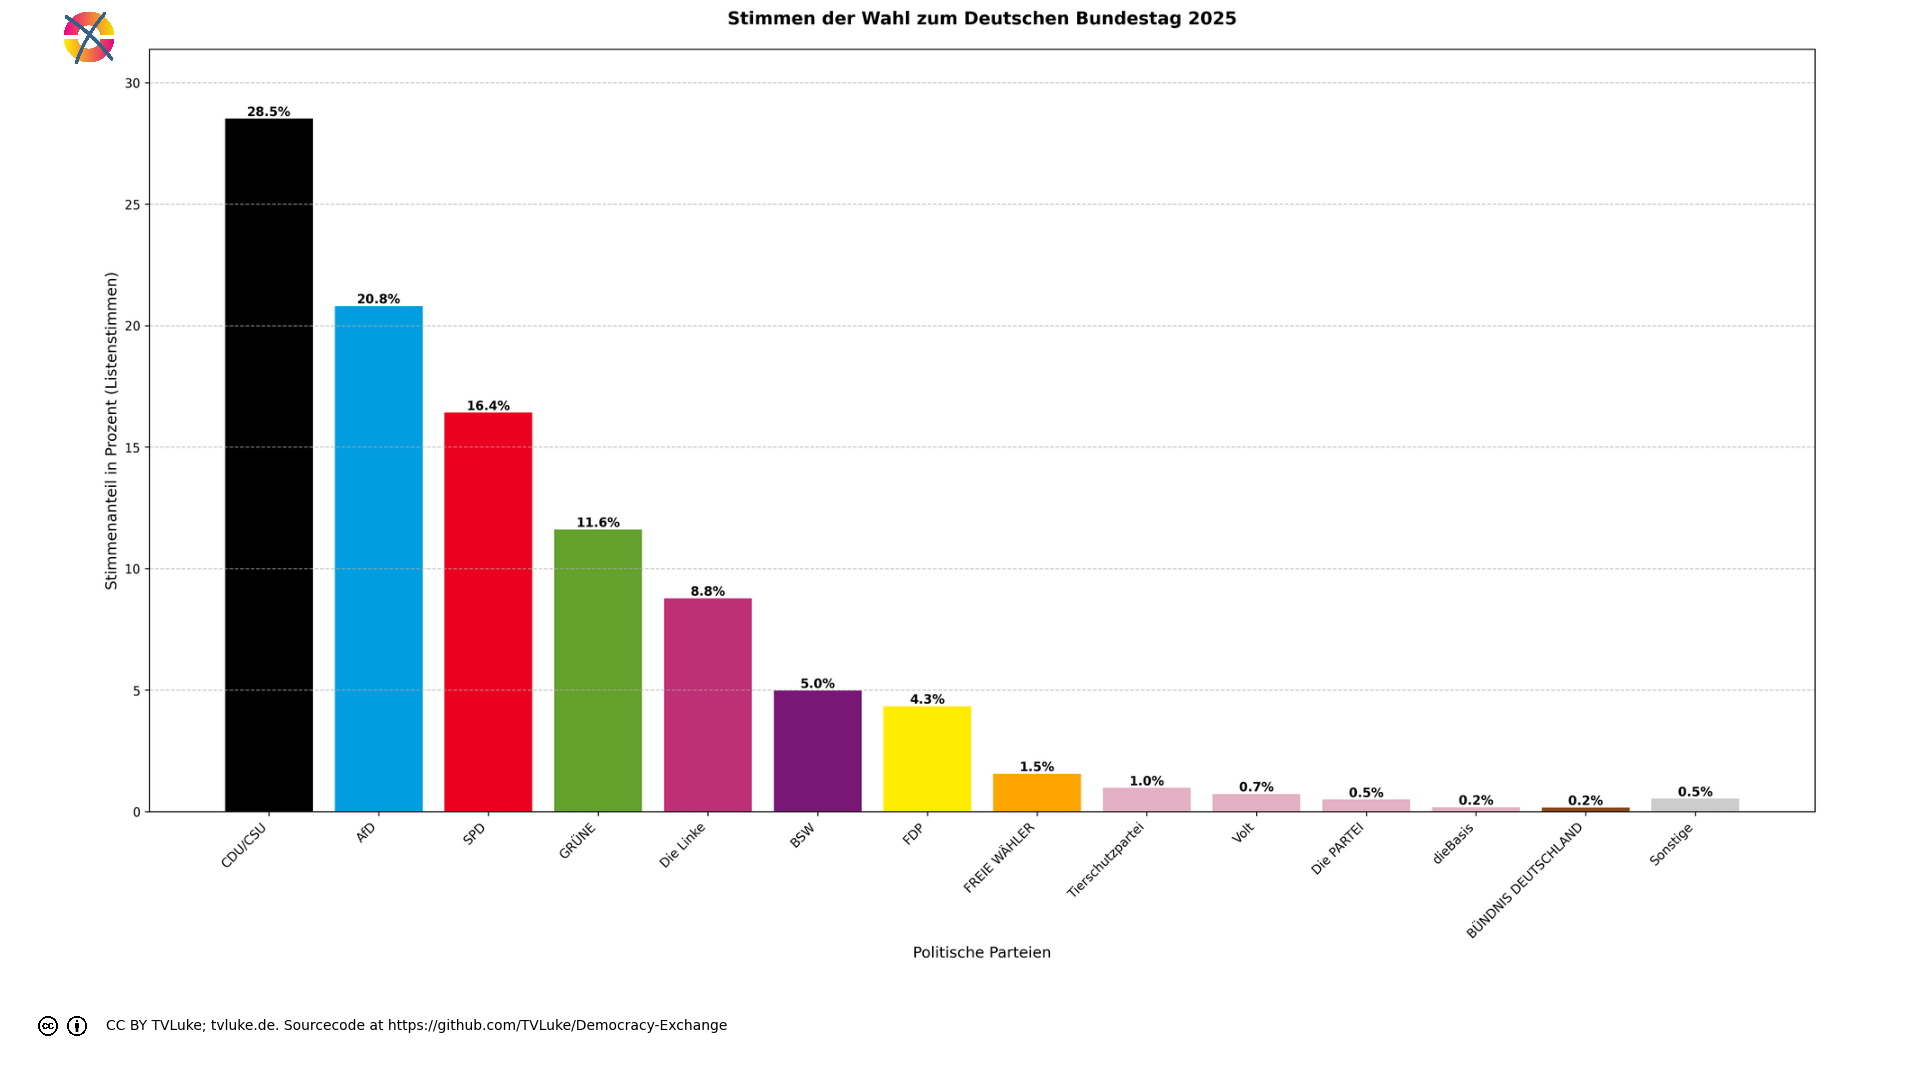 Stimmen der Wahl zum Deutschen Bundestag 2025
Stimmenanteil in Prozent (Listenstimmen)
30
25
20
15
10
5
0
28.5%
20.8%
16.4%
11.6%
8.8%
5.0%
4.3%
1.5%
1.0%
0.7%
0.5%
0.2%
0.2%
0.5%
CDU/CSU
AfD
SPD
GRÜNE
Die Linke
BSW
FDP
FREIE WÄHLER
Tierschutzpartei
Volt
Die PARTEI
dieBasis
BÜNDNIS DEUTSCHLAND
Sonstige
Politische Parteien
cc CC BY TVLuke; tvluke.de. Sourcecode at https://github.com/TVLuke/Democracy-Exchange